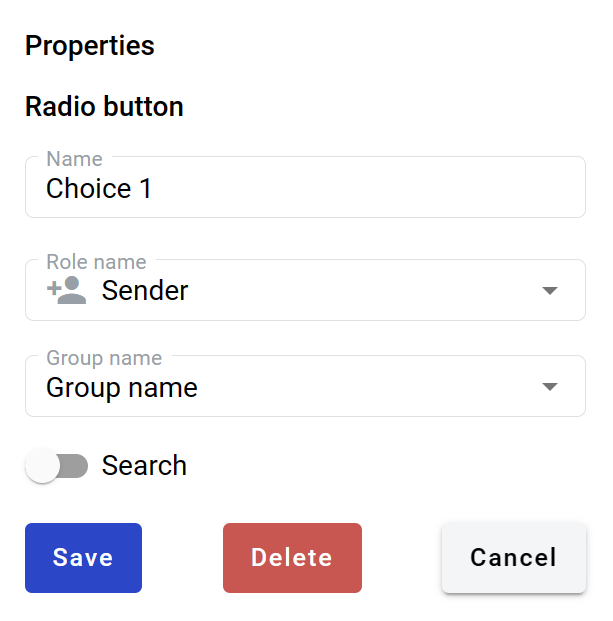 Properties
Radio button
Name
Choice 1
Role name
Sender
Group name
Group name
Search
Save Delete Cancel